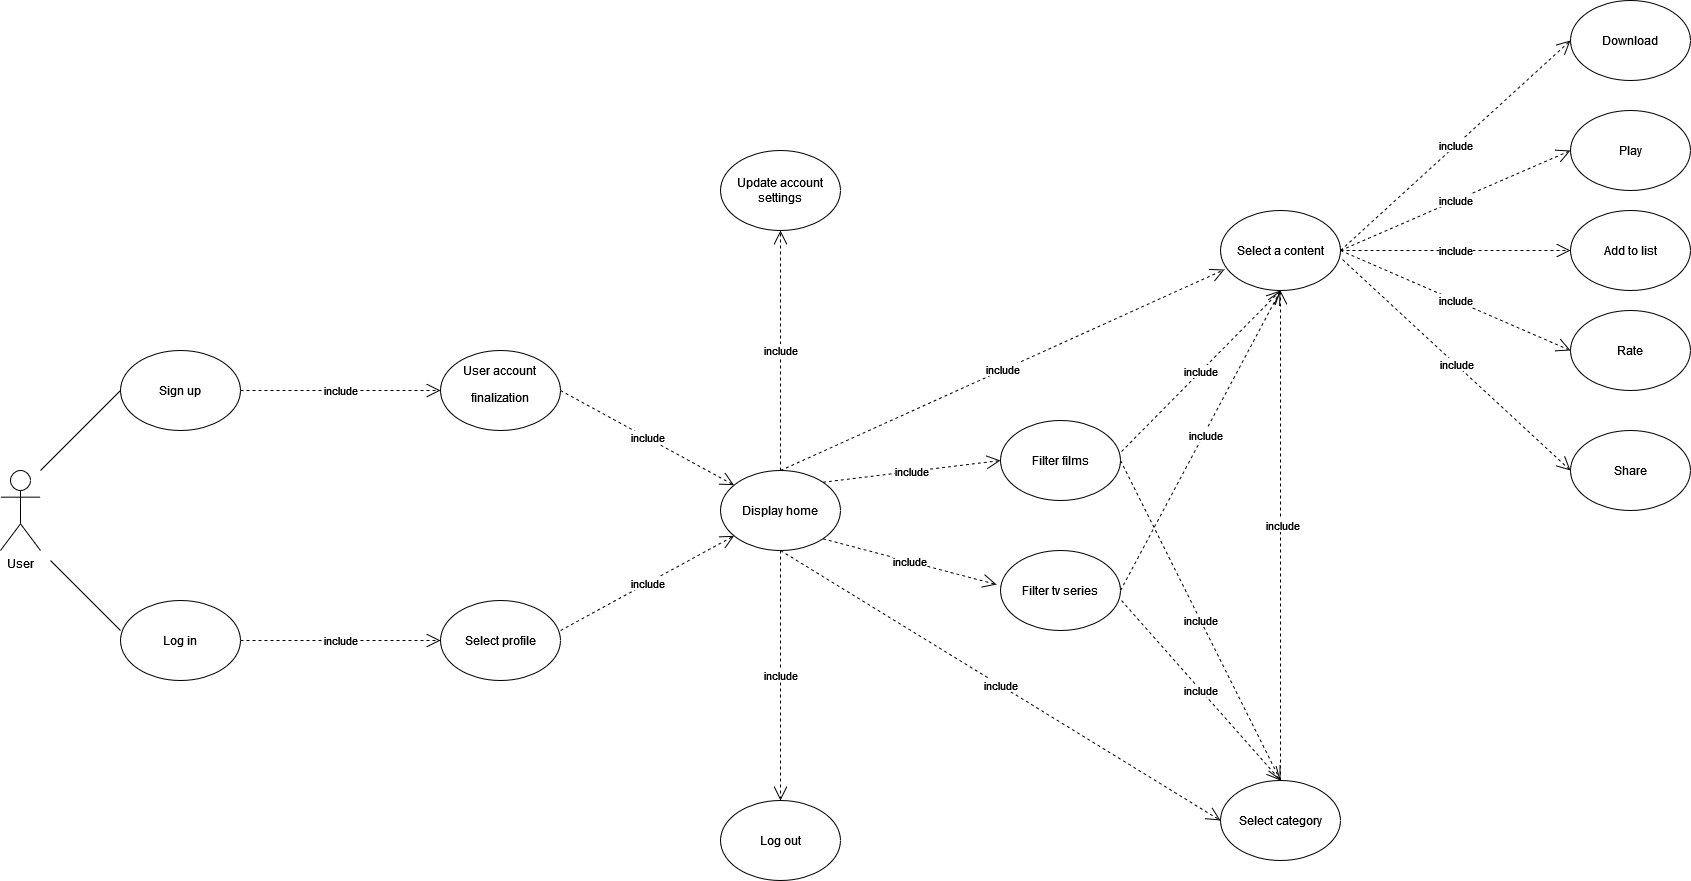 Download
include
Play
Update account
settings
include
Select a content
include
Add to list
include
Rate
include
include
include
include
include
Share
Sign up
include
User account
finalization
include
include
Filter films
include
Display home
include
User
include
Filter tv series
include
include
Log in
include
Select profile
include
include
include
include
Log out
Select category